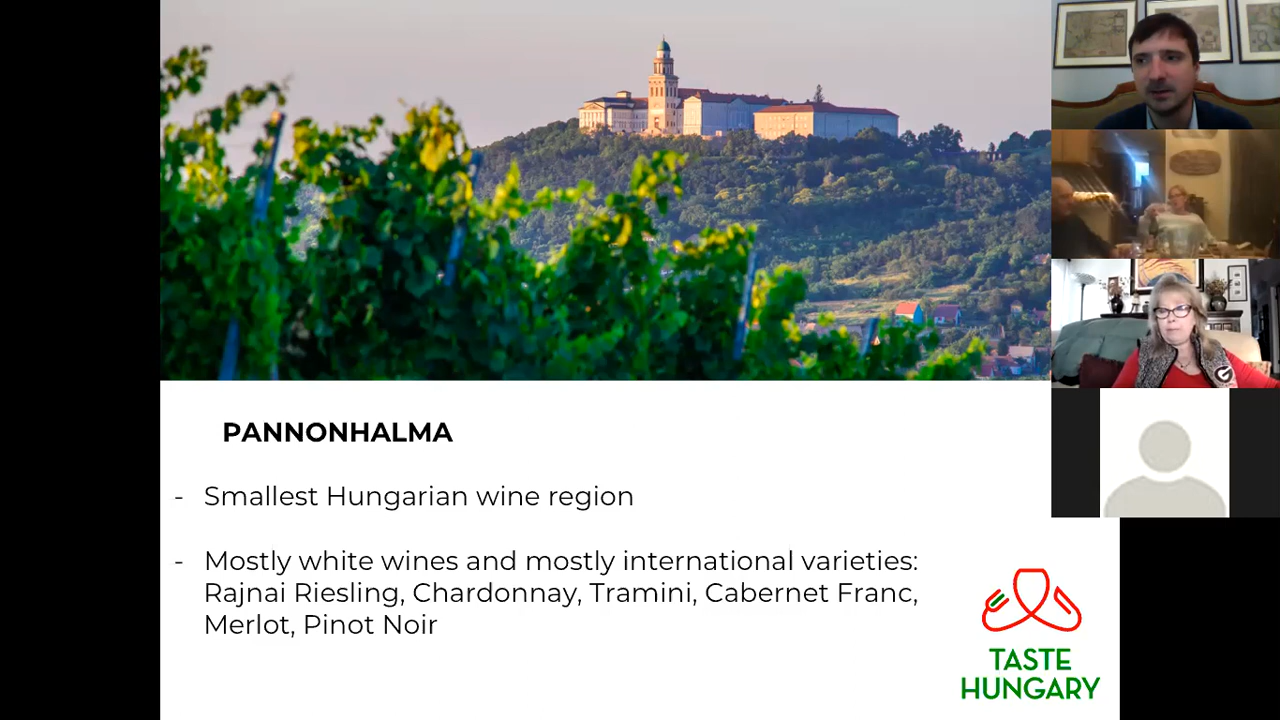 PANNONHALMA
- Smallest Hungarian wine region
- Mostly white wines and mostly international varieties:
Rajnai Riesling, Chardonnay, Tramini, Cabernet Franc,
Merlot, Pinot Noir
TASTE
HUNGARY